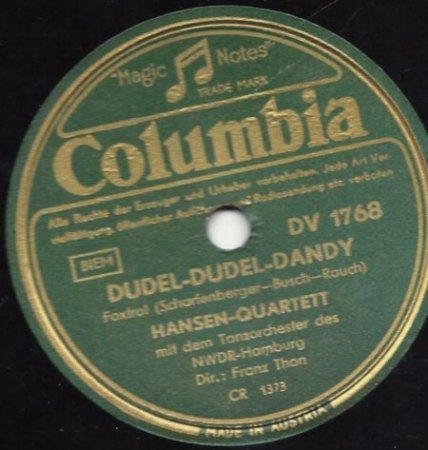 "Magic Notes"
TRADE MARK
Columbia
Alle Rechte der Erzeuger und Urheber vorbehalten. Jede Art Ver-
vielfältigung, öffentlicher Radiosendung etc. verboten
DV 1768
BIEM
DUDEL-DUDEL-DANDY
Foxtrot (Scharfenberger—Busch—Rauch)
HANSEN-QUARTETT
mit dem Tanzorchester des
NWDR-Hamburg
Dir.: Franz Thon
CR 1373
MADE IN AUSTRIA